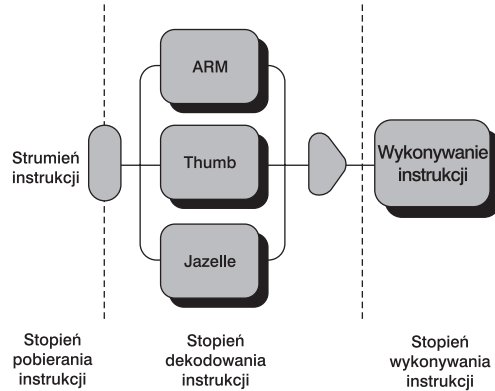 ARM
Strumień
instrukcji
Thumb
Wykonywanie
instrukcji
Jazelle
Stopień
pobierania
instrukcji
Stopień
dekodowania
instrukcji
Stopień
wykonywania
instrukcji